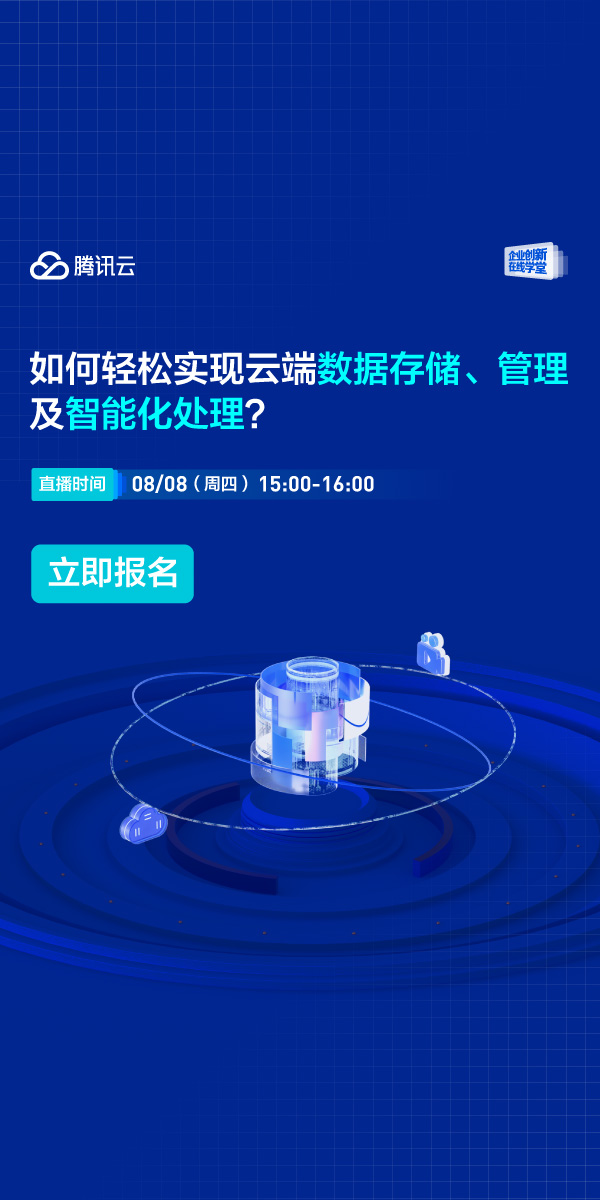 腾讯云
企业创新
在线学堂
如何轻松实现云端数据存储、管理
及智能化处理?
直播时间 08/08（周四）15:00-16:00
立即报名